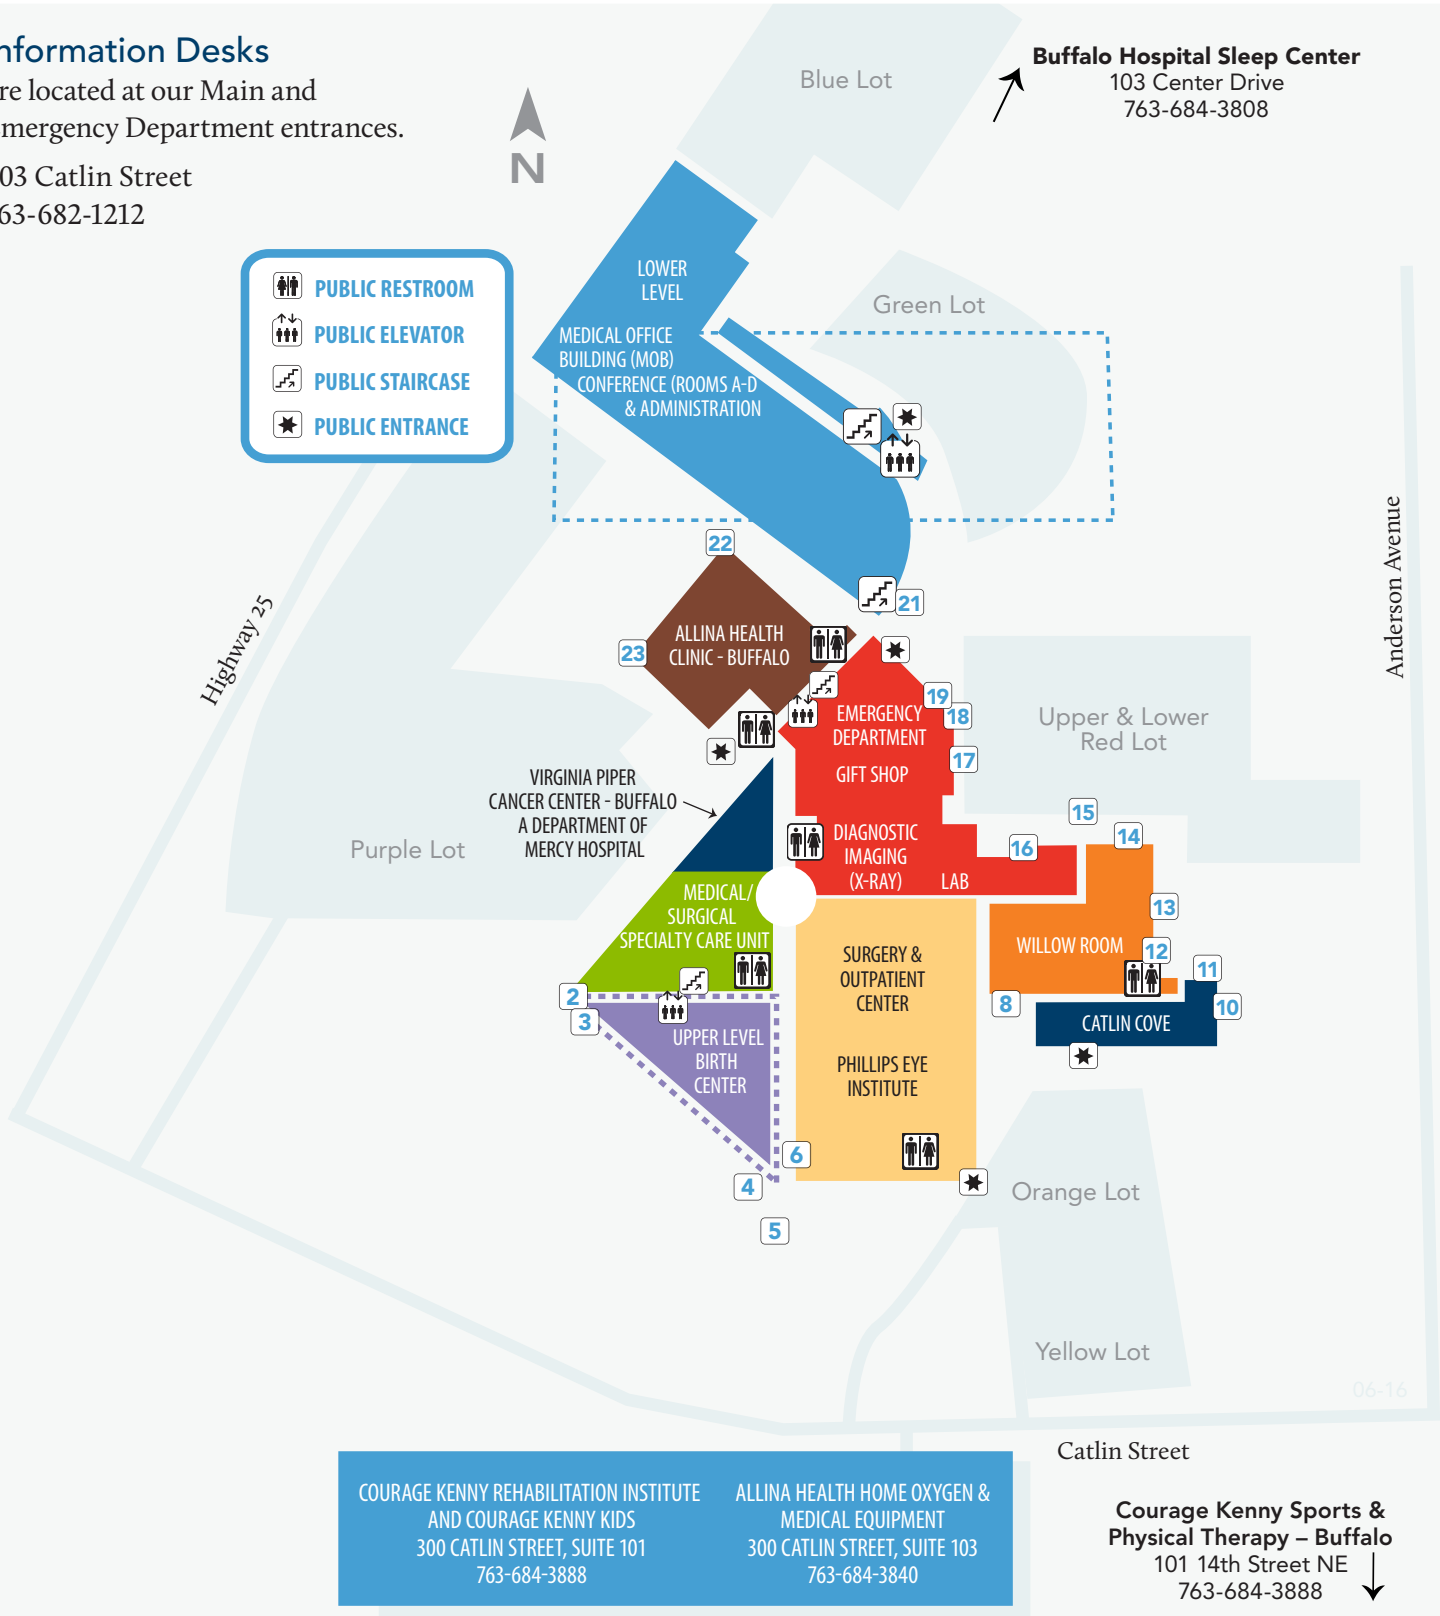 nformation Desks
re located at our Main and
mergency Department entrances.
03 Catlin Street
63-682-1212
N
Blue Lot
Buffalo Hospital Sleep Center
103 Center Drive
763-684-3808
PUBLIC RESTROOM
PUBLIC ELEVATOR
PUBLIC STAIRCASE
PUBLIC ENTRANCE
LOWER
LEVEL
MEDICAL OFFICE
BUILDING (MOB)
CONFERENCE (ROOMS A-D
& ADMINISTRATION
Green Lot
Highway 25
Anderson Avenue
22
21
23
ALLINA HEALTH
CLINIC - BUFFALO
19
18
17
EMERGENCY
DEPARTMENT
GIFT SHOP
Upper & Lower
Red Lot
VIRGINIA PIPER
CANCER CENTER - BUFFALO
A DEPARTMENT OF
MERCY HOSPITAL
Purple Lot
DIAGNOSTIC
IMAGING
(X-RAY)
LAB
16
15
14
13
12
11
10
8
MEDICAL/
SURGICAL
SPECIALTY CARE UNIT
WILLOW ROOM
CATLIN COVE
SURGERY &
OUTPATIENT
CENTER
PHILLIPS EYE
INSTITUTE
2
3
UPPER LEVEL
BIRTH
CENTER
6
4
5
Orange Lot
Yellow Lot
06-16
Catlin Street
COURAGE KENNY REHABILITATION INSTITUTE
AND COURAGE KENNY KIDS
300 CATLIN STREET, SUITE 101
763-684-3888
ALLINA HEALTH HOME OXYGEN &
MEDICAL EQUIPMENT
300 CATLIN STREET, SUITE 103
763-684-3840
Courage Kenny Sports &
Physical Therapy – Buffalo
101 14th Street NE
763-684-3888